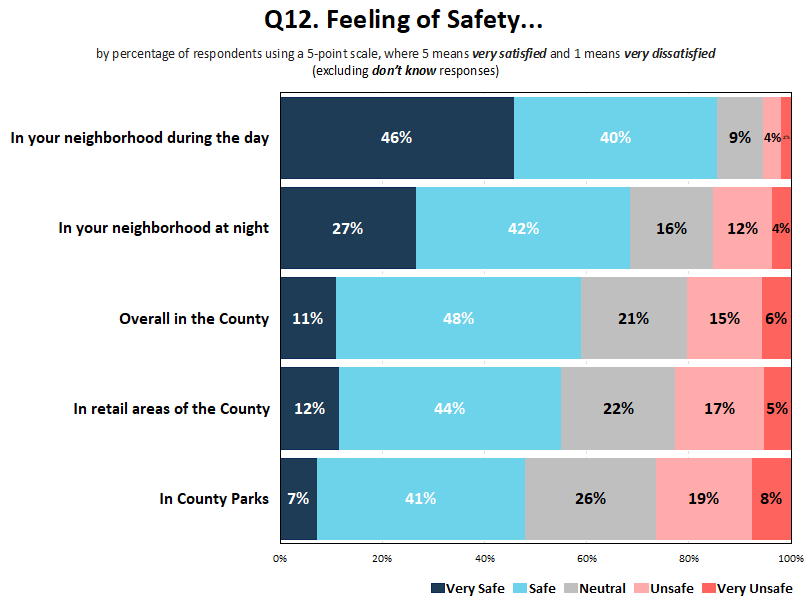 Q12. Feeling of Safety...
by percentage of respondents using a 5-point scale, where 5 means very satisfied and 1 means very dissatisfied
(excluding don't know responses)
In your neighborhood during the day 46% 40% 9% 4%
In your neighborhood at night 27% 42% 16% 12% 4%
Overall in the County 11% 48% 21% 15% 6%
In retail areas of the County 12% 44% 22% 17% 5%
In County Parks 7% 41% 26% 19% 8%
0% 20% 40% 60% 80% 100%
Very Safe Safe Neutral Unsafe Very Unsafe